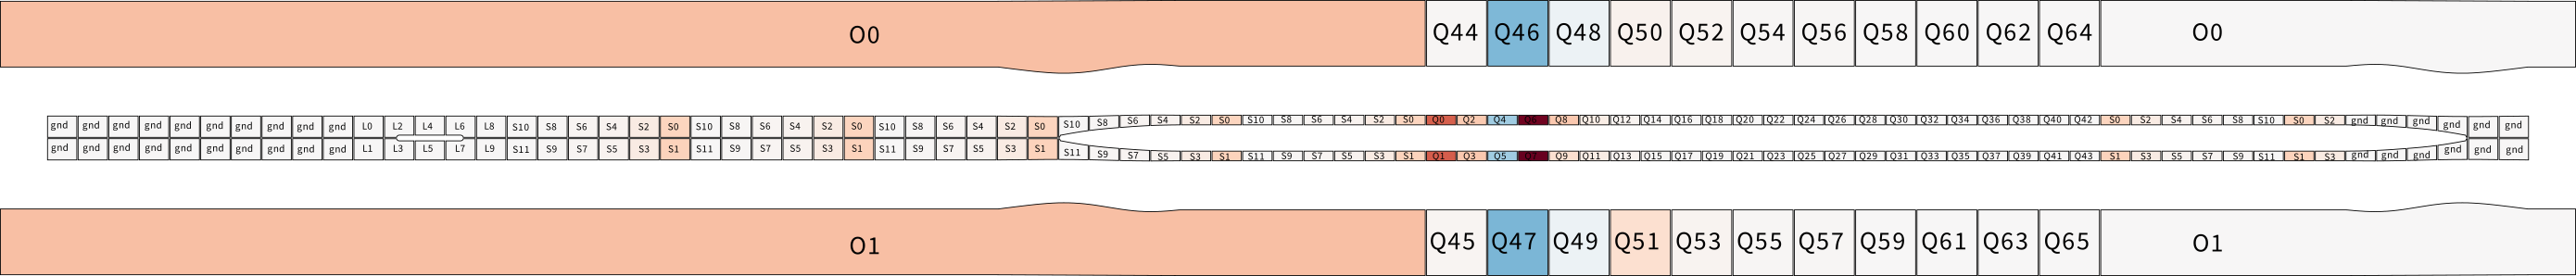 O0 Q44 Q46 Q48 Q50 Q52 Q54 Q56 Q58 Q60 Q62 Q64 O0
gnd gnd gnd gnd gnd gnd gnd gnd gnd gnd L0 L2 L4 L6 L8 S10 S8 S6 S4 S2 S0 S10 S8 S6 S4 S2 S0 S10 S8 S6 S4 S2 S0 S10 S8 S6 S4 S2 S0 S10 S8 S6 S4 S2 S0 Q0 Q2 Q4 Q6 Q8 Q10 Q12 Q14 Q16 Q18 Q20 Q22 Q24 Q26 Q28 Q30 Q32 Q34 Q36 Q38 Q40 Q42 S0 S2 S4 S6 S8 S10 S0 S2 gnd gnd gnd gnd gnd gnd
gnd gnd gnd gnd gnd gnd gnd gnd gnd gnd L1 L3 L5 L7 L9 S11 S9 S7 S5 S3 S1 S11 S9 S7 S5 S3 S1 S11 S9 S7 S5 S3 S1 S11 S9 S7 S5 S3 S1 S11 S9 S7 S5 S3 S1 Q1 Q3 Q5 Q7 Q9 Q11 Q13 Q15 Q17 Q19 Q21 Q23 Q25 Q27 Q29 Q31 Q33 Q35 Q37 Q39 Q41 Q43 S1 S3 S5 S7 S9 S11 S1 S3 gnd gnd gnd gnd gnd gnd
O1 Q45 Q47 Q49 Q51 Q53 Q55 Q57 Q59 Q61 Q63 Q65 O1